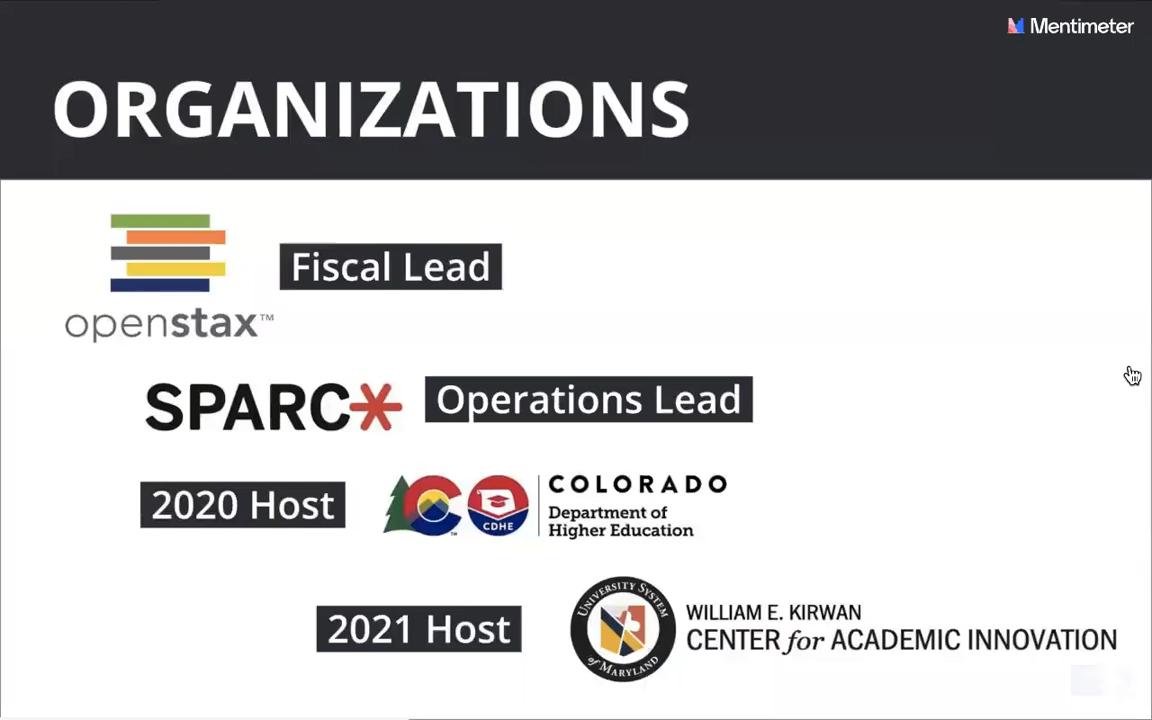 Mentimeter
ORGANIZATIONS
openstax™
Fiscal Lead
SPARC*
Operations Lead
2020 Host
CDHE
COLORADO
Department of
Higher Education
2021 Host
UNIVERSITY SYSTEM
of MARYLAND
WILLIAM E. KIRWAN
CENTER for ACADEMIC INNOVATION